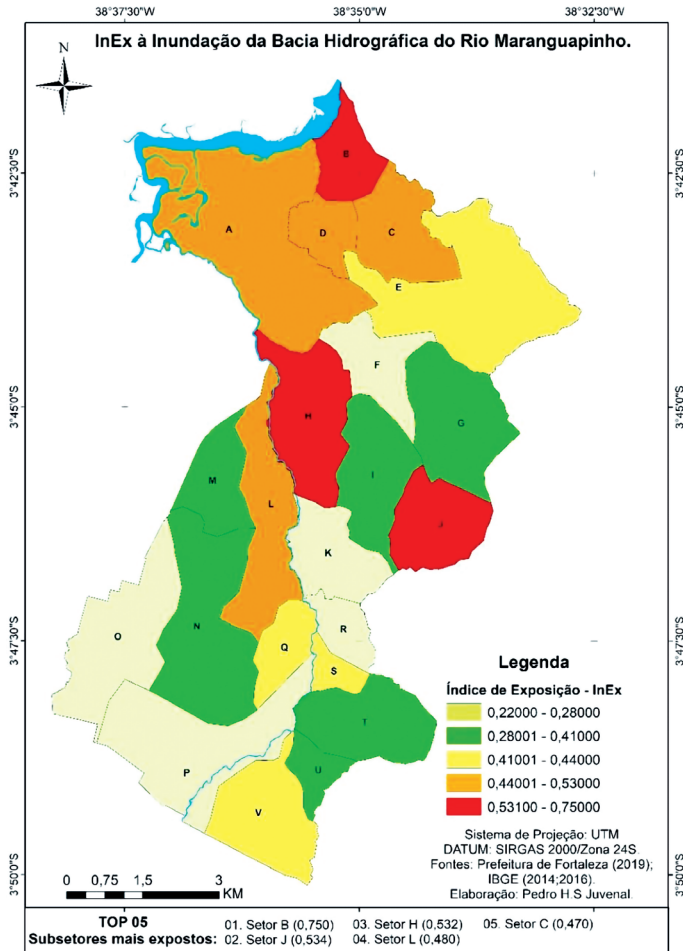 38°37'30"W 38°35'0"W 38°32'30"W
InEx à Inundação da Bacia Hidrográfica do Rio Maranguapinho.
N
3°42'30"S 3°42'30"S
B
A
D
C
E
F
3°45'0"S 3°45'0"S
H
G
I
M
L
J
K
O
N
R
3°47'30"S 3°47'30"S
Q
S
T
P
U
V
Legenda
Índice de Exposição - InEx
0,22000 - 0,28000
0,28001 - 0,41000
0,41001 - 0,44000
0,44001 - 0,53000
0,53100 - 0,75000
Sistema de Projeção: UTM
DATUM: SIRGAS 2000/Zona 24S.
Fontes: Prefeitura de Fortaleza (2019);
IBGE (2014;2016).
Elaboração: Pedro H.S Juvenal.
3°50'0"S 3°50'0"S
0 0,75 1,5 3
KM
TOP 05
Subsetores mais expostos:
01. Setor B (0,750) 03. Setor H (0,532) 05. Setor C (0,470)
02. Setor J (0,534) 04. Setor L (0,480)